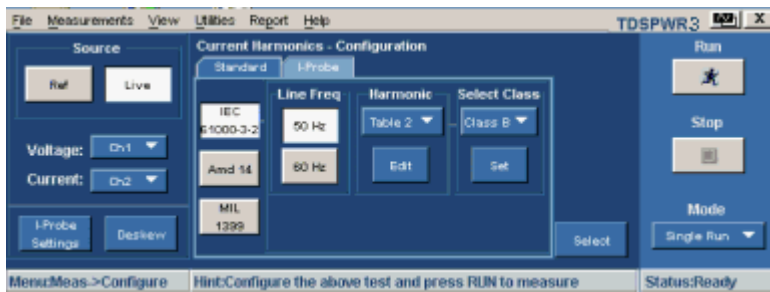 File Measurements View Utilities Report Help
TDSPWR3
X
Source
Ref
Live
Voltage:
Ch1
Current:
Ch2
I-Probe
Settings
Deskew
Current Harmonics - Configuration
Standard
I-Probe
IEC
61000-3-2
Amd 14
MIL
1399
Line Freq
50 Hz
60 Hz
Harmonic
Table 2
Edit
Select Class
Class B
Set
Select
Run
Stop
Mode
Single Run
Menu:Meas->Configure
Hint:Configure the above test and press RUN to measure
Status:Ready